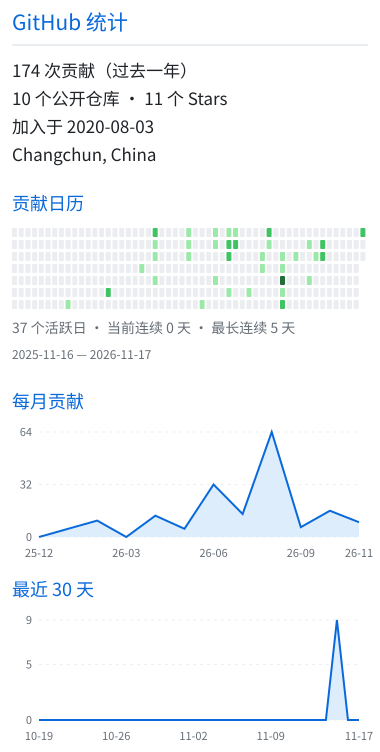 GitHub 统计
174 次贡献（过去一年）
10 个公开仓库 · 11 个 Stars
加入于 2020-08-03
Changchun, China
贡献日历
37 个活跃日 · 当前连续 0 天 · 最长连续 5 天
2025-11-16 — 2026-11-17
每月贡献
64
32
0
25-12 26-03 26-06 26-09 26-11
最近 30 天
9
5
0
10-19 10-26 11-02 11-09 11-17